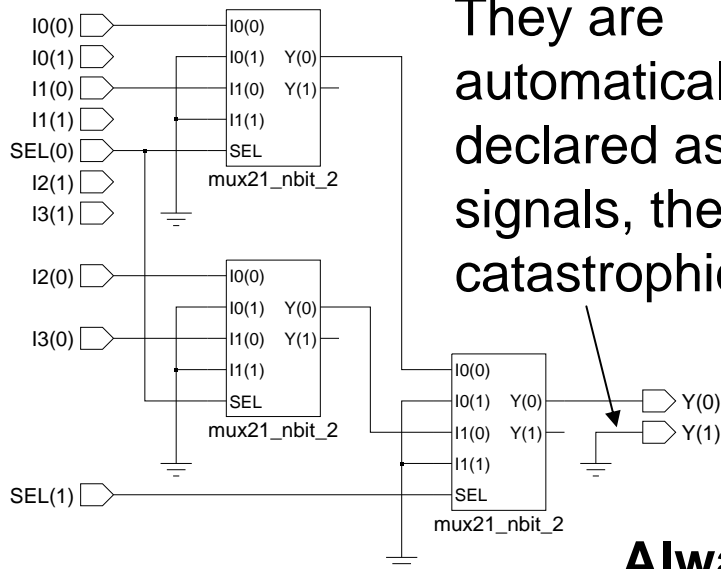 They are
automatical
declared as
signals, the
catastrophi
I0(0)
I0(1)
I1(0)
I1(1)
SEL(0)
I2(1)
I3(1)
I0(0)
I0(1) Y(0)
I1(0) Y(1)
I1(1)
SEL
mux21_nbit_2
I2(0)
I3(0)
I0(0)
I0(1) Y(0)
I1(0) Y(1)
I1(1)
SEL
mux21_nbit_2
SEL(1)
I0(0)
I0(1) Y(0)
I1(0) Y(1)
I1(1)
SEL
mux21_nbit_2
Y(0)
Y(1)